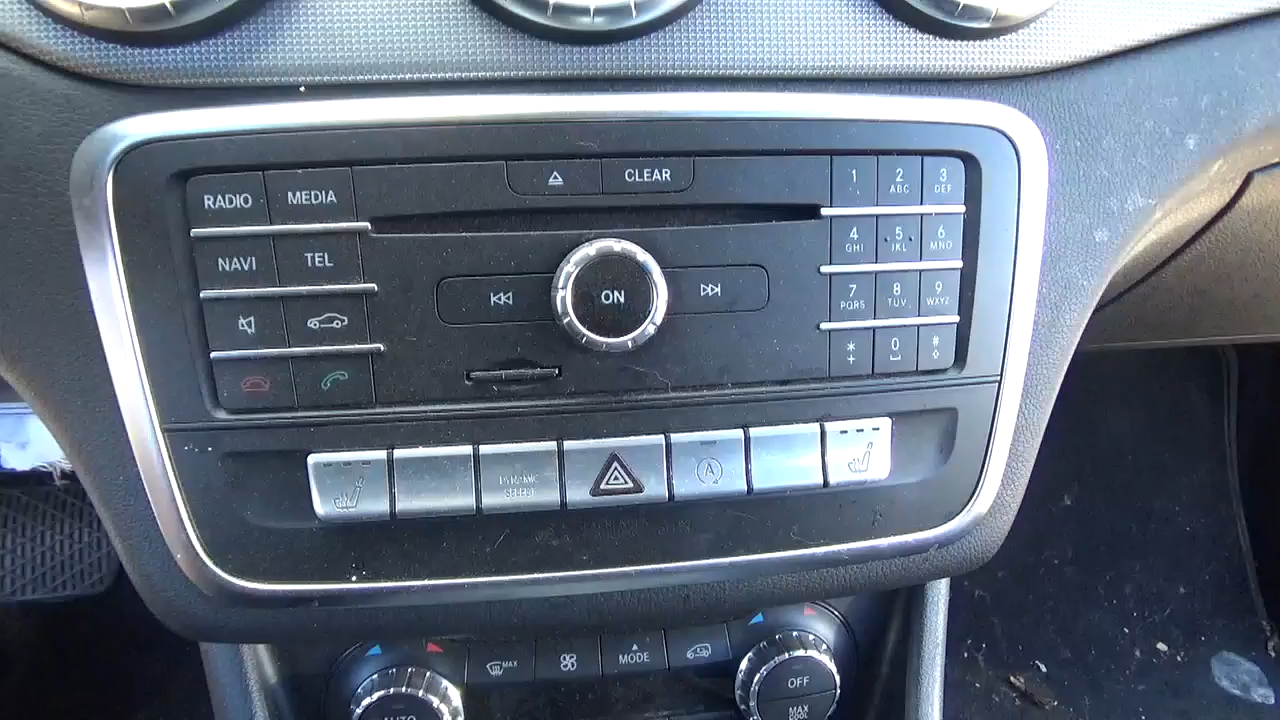 CLEAR
RADIO MEDIA
NAVI TEL
ON
1 2 3
ABC DEF
4 5 6
GHI JKL MNO
7 8 9
PQRS TUV WXYZ
* 0 #
+
DYNAMIC
SELECT
A
MAX
MODE
AUTO
OFF
MAX
COOL